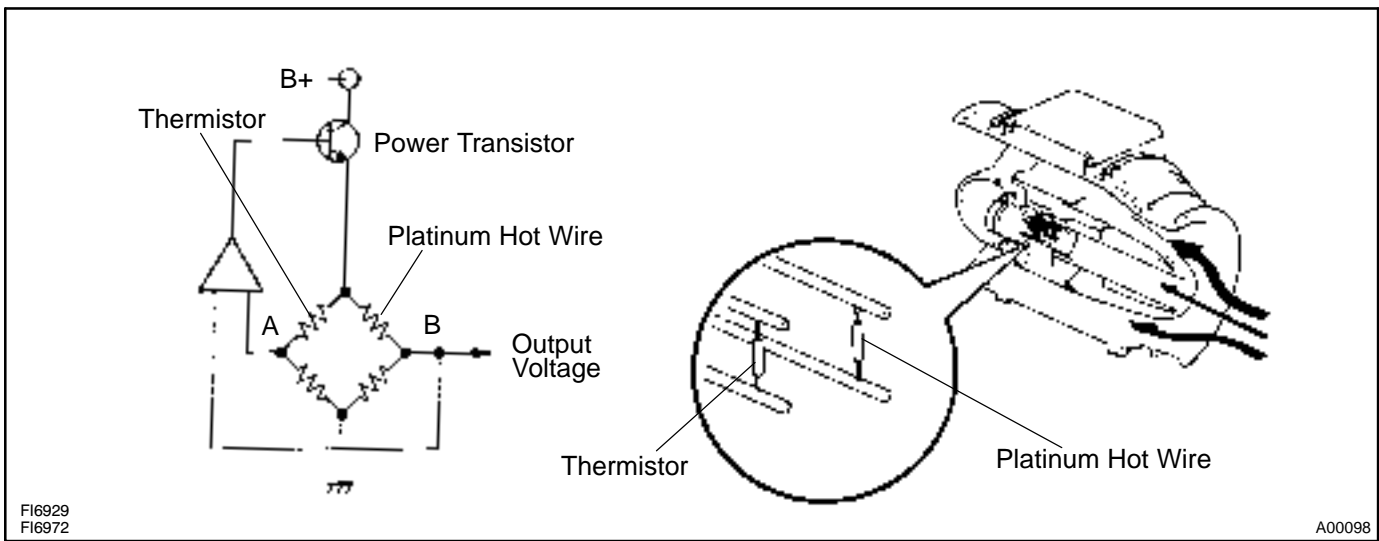 B+
Thermistor
Power Transistor
Platinum Hot Wire
A
B
Output
Voltage
Thermistor
Platinum Hot Wire
FI6929
FI6972
A00098